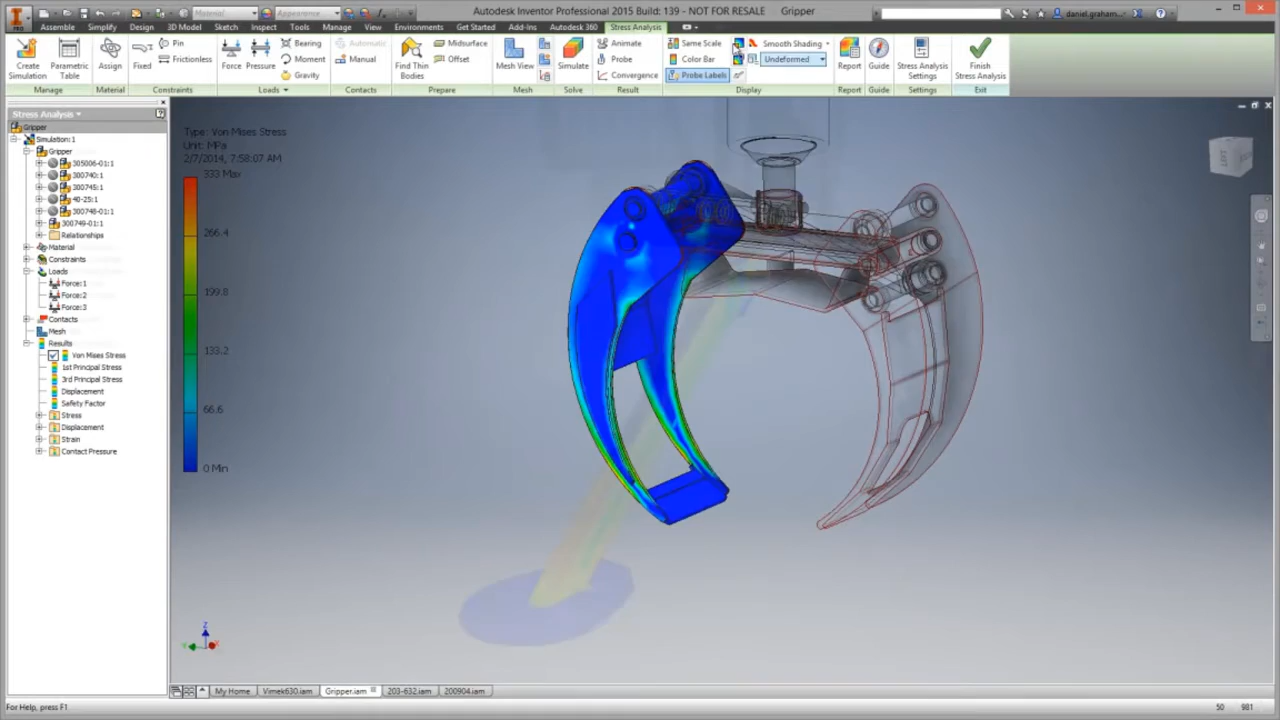 Autodesk Inventor Professional 2015 Build: 139 - NOT FOR RESALE Gripper
daniel.graham...
Material
Appearance
PRO
Assemble Simplify Design 3D Model Sketch Inspect Tools Manage View Environments Get Started Add-Ins Autodesk 360 Stress Analysis
Create Simulation
Parametric Table
Assign
Fixed
Pin
Frictionless
Force
Pressure
Bearing
Moment
Gravity
Automatic
Manual
Find Thin Bodies
Midsurface
Offset
Mesh View
Simulate
Animate
Probe
Convergence
Same Scale
Color Bar
Probe Labels
Smooth Shading
Undeformed
Report
Guide
Stress Analysis Settings
Finish Stress Analysis
Manage Material Constraints Loads Contacts Prepare Mesh Solve Result Display Report Guide Settings Exit
Stress Analysis
Gripper
Simulation:1
Gripper
305006-01:1
300740:1
300745:1
40-25:1
300748-01:1
300749-01:1
Relationships
Material
Constraints
Loads
Force:1
Force:2
Force:3
Contacts
Mesh
Results
Von Mises Stress
1st Principal Stress
3rd Principal Stress
Displacement
Safety Factor
Stress
Displacement
Strain
Contact Pressure
Type: Von Mises Stress
Unit: MPa
2/7/2014, 7:58:07 AM
333 Max
266.4
199.8
133.2
66.6
0 Min
LEFT
Z
My Home Vimek630.iam Gripper.iam 203-632.iam 200904.iam
For Help, press F1
50 981